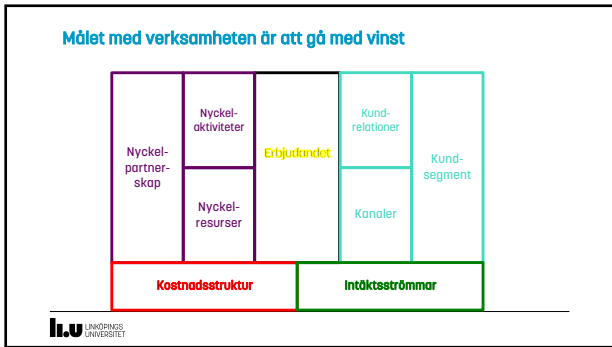 Målet med verksamheten är att gå med vinst
Nyckel-
partner-
skap
Nyckel-
aktiviteter
Nyckel-
resurser
Erbjudandet
Kund-
relationer
Kanaler
Kund-
segment
Kostnadsstruktur
Intäktsströmmar
LINKÖPINGS
UNIVERSITET